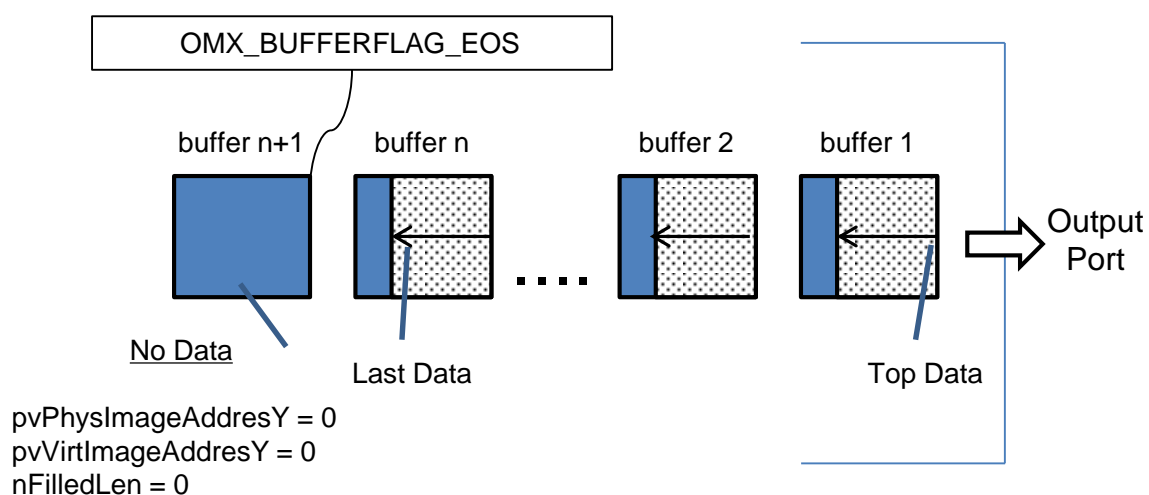 OMX_BUFFERFLAG_EOS
buffer n+1
buffer n
buffer 2
buffer 1
Output
Port
No Data
Last Data
Top Data
pvPhysImageAddresY = 0
pvVirtImageAddresY = 0
nFilledLen = 0